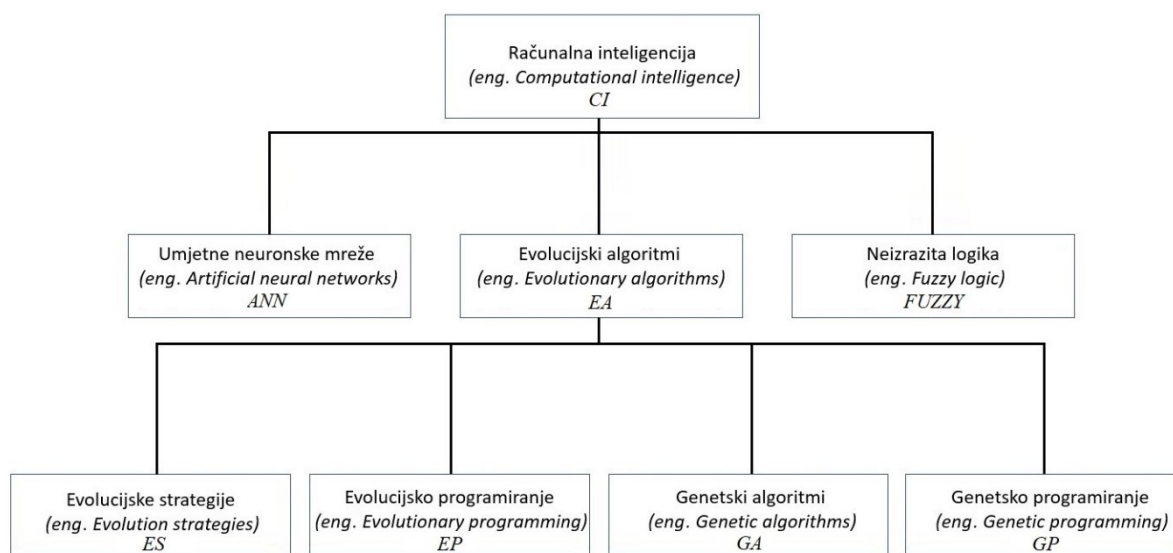 Računalna inteligencija
(eng. Computational intelligence)
CI
Umjetne neuronske mreže
(eng. Artificial neural networks)
ANN
Evolucijski algoritmi
(eng. Evolutionary algorithms)
EA
Neizrazita logika
(eng. Fuzzy logic)
FUZZY
Evolucijske strategije
(eng. Evolution strategies)
ES
Evolucijsko programiranje
(eng. Evolutionary programming)
EP
Genetski algoritmi
(eng. Genetic algorithms)
GA
Genetsko programiranje
(eng. Genetic programming)
GP